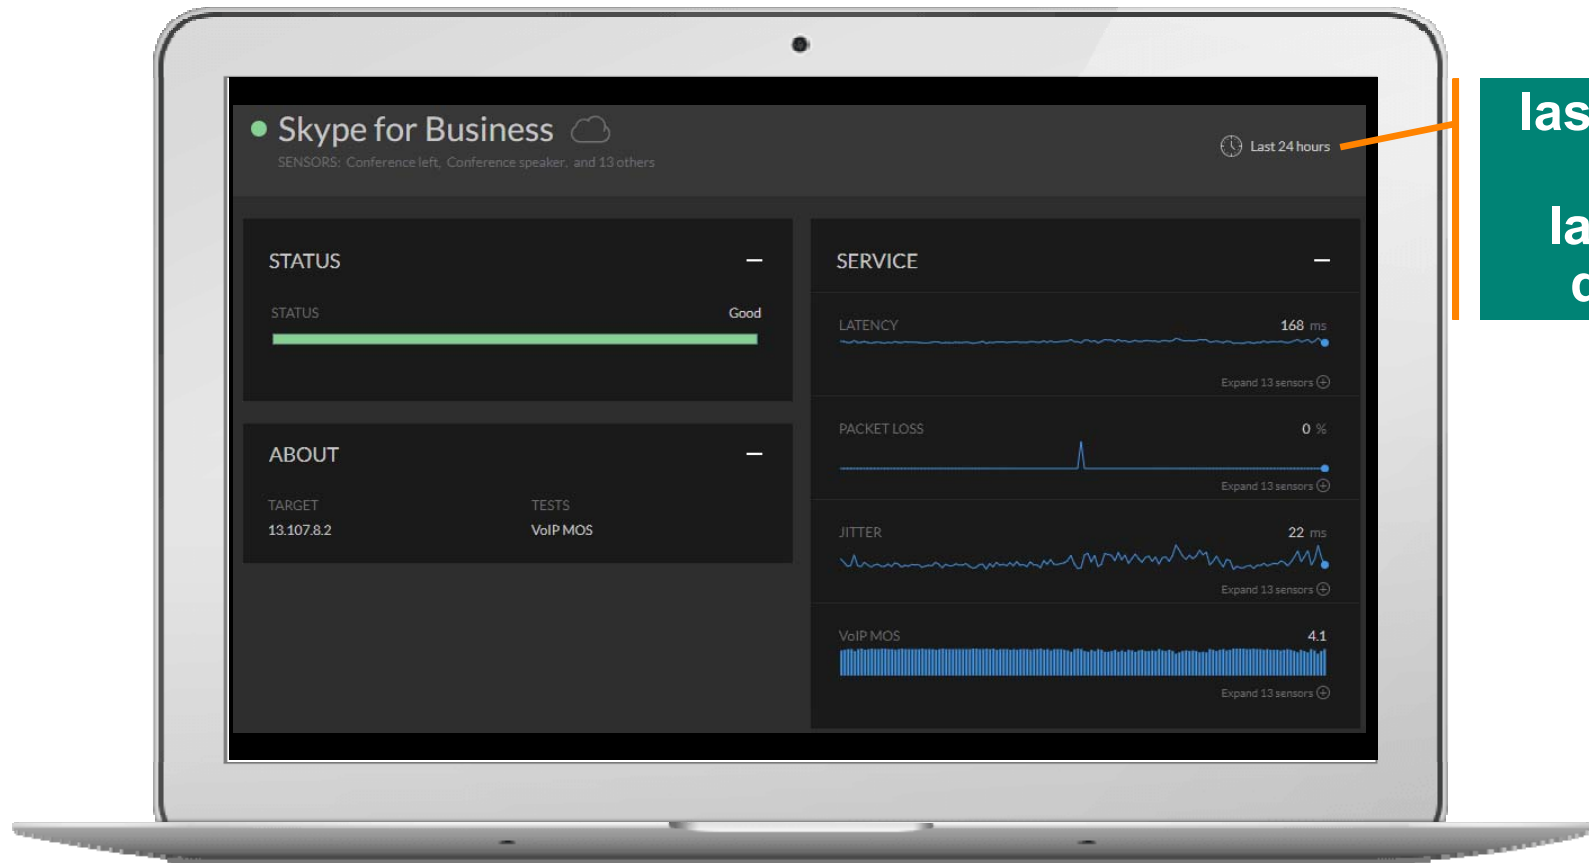 Skype for Business
SENSORS: Conference left, Conference speaker, and 13 others
Last 24 hours
STATUS
STATUS Good
ABOUT
TARGET TESTS
13.107.8.2 VoIP MOS
SERVICE
LATENCY 168 ms
Expand 13 sensors
PACKET LOSS 0 %
Expand 13 sensors
JITTER 22 ms
Expand 13 sensors
VoIP MOS 4.1
Expand 13 sensors